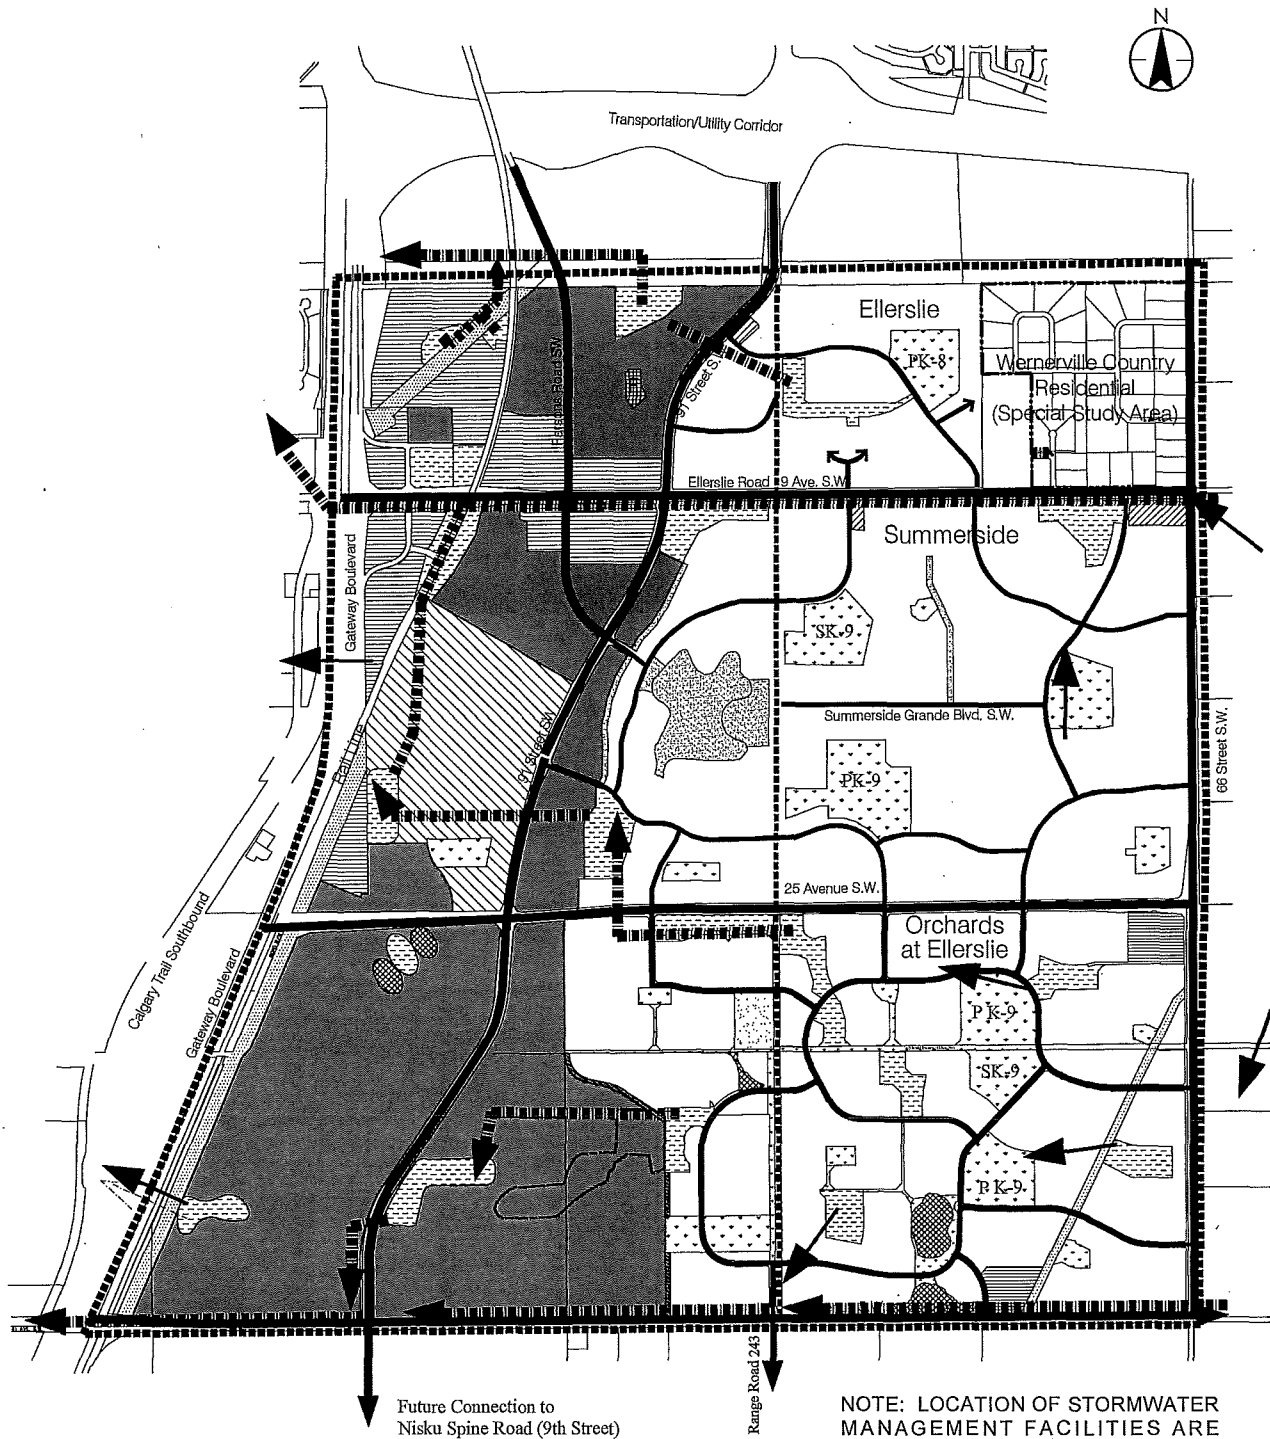 N
Transportation/Utility Corridor
Ellerslie
PK-8
Wernerville Country
Residential
(Special Study Area)
Parsons Road SW
91 Street S.
Ellerslie Road 9 Ave. S.W.
Summerside
Gateway Boulevard
SK-9
Summerside Grande Blvd. S.W.
66 Street S.W.
Rail Line
91 Street SW
PK-9
25 Avenue S.W.
Orchards
at Ellerslie
Calgary Trail Southbound
Gateway Boulevard
PK-9
SK-9
PK-9
Range Road 243
Future Connection to
Nisku Spine Road (9th Street)
NOTE: LOCATION OF STORMWATER
MANAGEMENT FACILITIES ARE